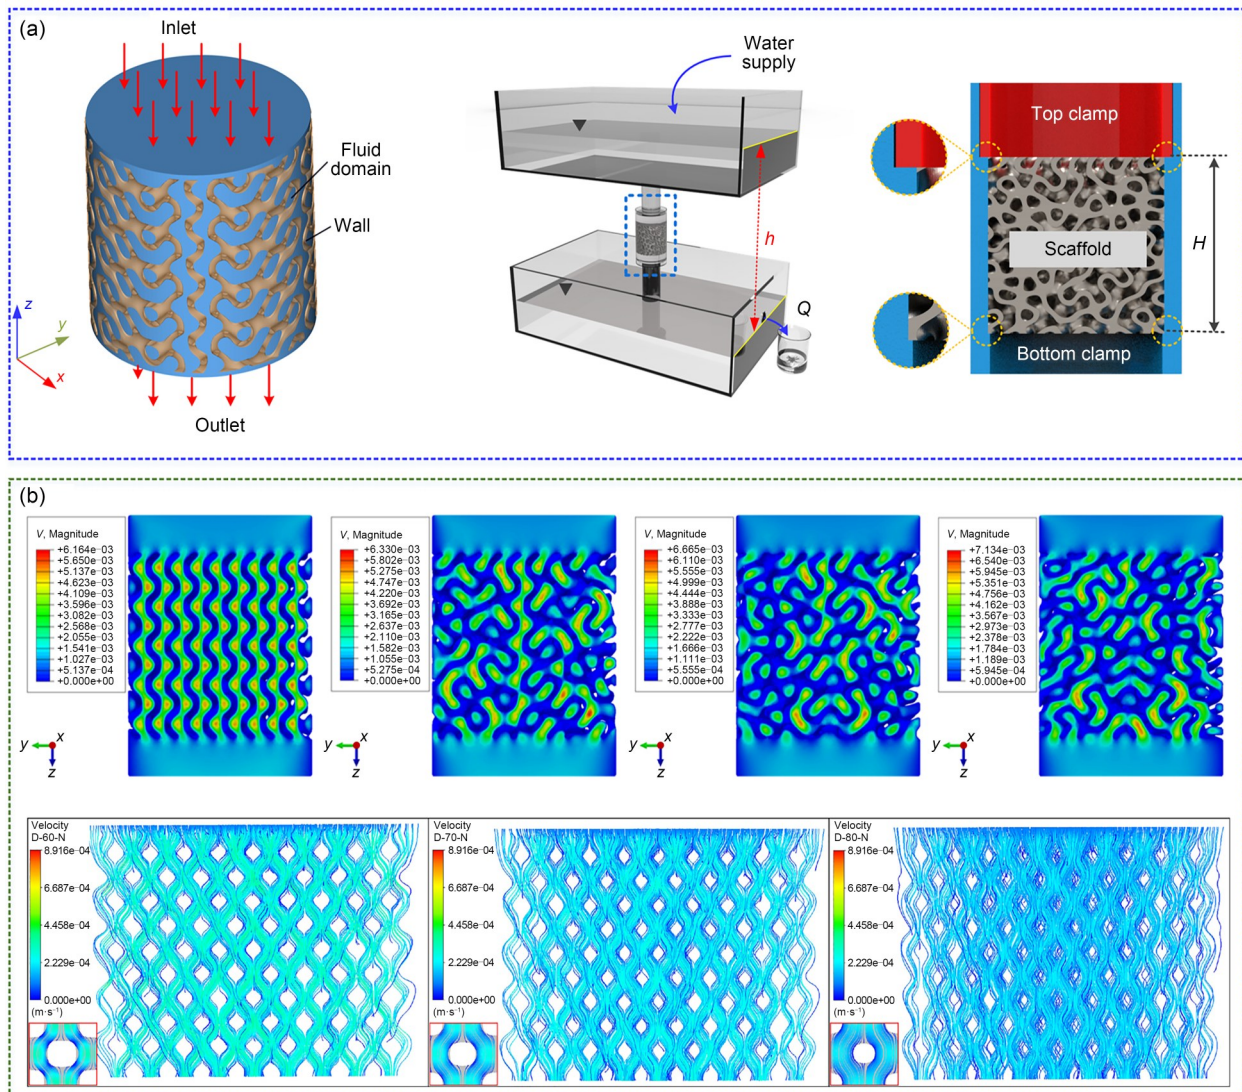 (a)
Inlet
Fluid
domain
Wall
z
y
x
Outlet
Water
supply
h
Q
Top clamp
Scaffold
H
Bottom clamp
(b)
V, Magnitude
+6.164e−03
+5.650e−03
+5.137e−03
+4.623e−03
+4.109e−03
+3.596e−03
+3.082e−03
+2.568e−03
+2.055e−03
+1.541e−03
+1.027e−03
+5.137e−04
+0.000e+00
y
x
z
V, Magnitude
+6.330e−03
+5.802e−03
+5.275e−03
+4.747e−03
+4.220e−03
+3.692e−03
+3.165e−03
+2.637e−03
+2.110e−03
+1.582e−03
+1.055e−03
+5.275e−04
+0.000e+00
y
x
z
V, Magnitude
+6.665e−03
+6.110e−03
+5.555e−03
+4.999e−03
+4.444e−03
+3.888e−03
+3.333e−03
+2.777e−03
+2.222e−03
+1.666e−03
+1.111e−03
+5.555e−04
+0.000e+00
y
x
z
V, Magnitude
+7.134e−03
+6.540e−03
+5.945e−03
+5.351e−03
+4.756e−03
+4.162e−03
+3.567e−03
+2.973e−03
+2.378e−03
+1.784e−03
+1.189e−03
+5.945e−04
+0.000e+00
y
x
z
Velocity
D-60-N
8.916e−04
6.687e−04
4.458e−04
2.229e−04
0.000e+00
(m·s⁻¹)
Velocity
D-70-N
8.916e−04
6.687e−04
4.458e−04
2.229e−04
0.000e+00
(m·s⁻¹)
Velocity
D-80-N
8.916e−04
6.687e−04
4.458e−04
2.229e−04
0.000e+00
(m·s⁻¹)